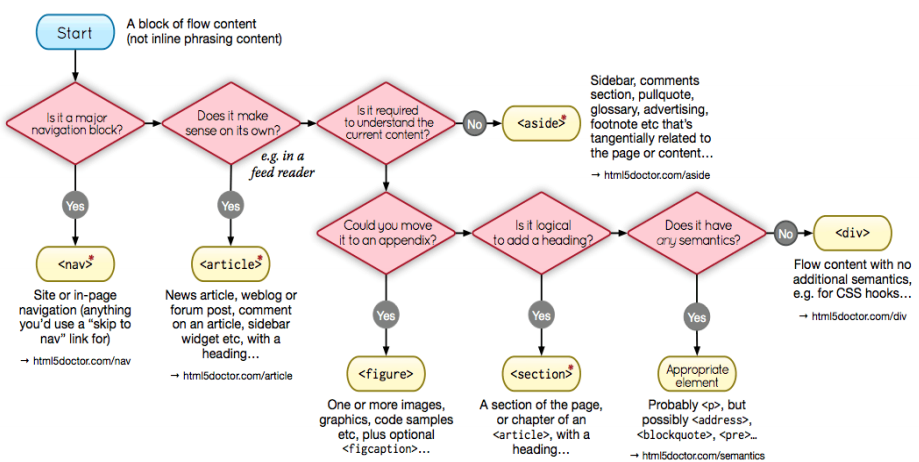 Start
A block of flow content
(not inline phrasing content)
Is it a major
navigation block?
Does it make
sense on its own?
e.g. in a
feed reader
Is it required
to understand the
current content?
No
<aside>*
Sidebar, comments
section, pullquote,
glossary, advertising,
footnote etc that's
tangentially related to
the page or content…
→ html5doctor.com/aside
Yes
<nav>*
Site or in-page
navigation (anything
you'd use a “skip to
nav” link for)
→ html5doctor.com/nav
Yes
<article>*
News article, weblog or
forum post, comment
on an article, sidebar
widget etc, with a
heading…
→ html5doctor.com/article
Could you move
it to an appendix?
Is it logical
to add a heading?
Does it have
any semantics?
No
<div>
Flow content with no
additional semantics,
e.g. for CSS hooks…
→ html5doctor.com/div
Yes
<figure>
One or more images,
graphics, code samples
etc, plus optional
<figcaption>…
Yes
<section>*
A section of the page,
or chapter of an
<article>, with a
heading…
Yes
Appropriate
element
Probably <p>, but
possibly <address>,
<blockquote>, <pre>…
→ html5doctor.com/semantics